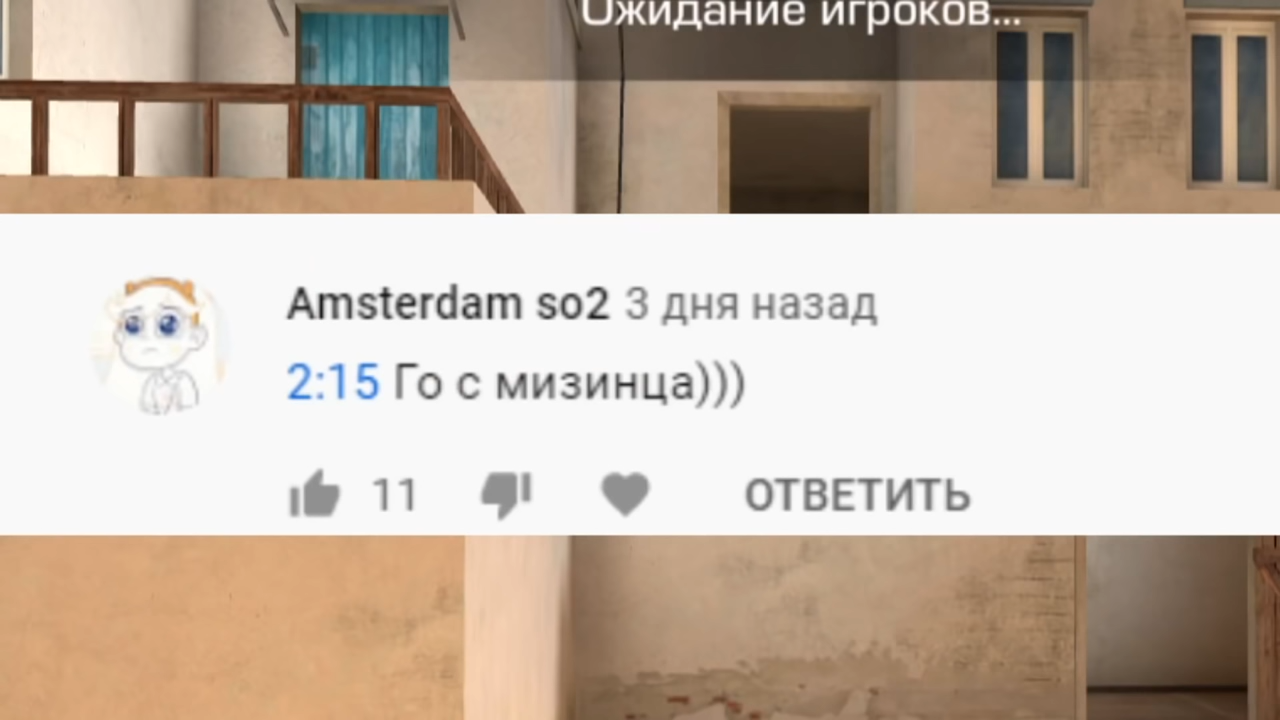 Ожидание игроков...
Amsterdam so2 3 дня назад
2:15 Го с мизинца)))
11
ОТВЕТИТЬ